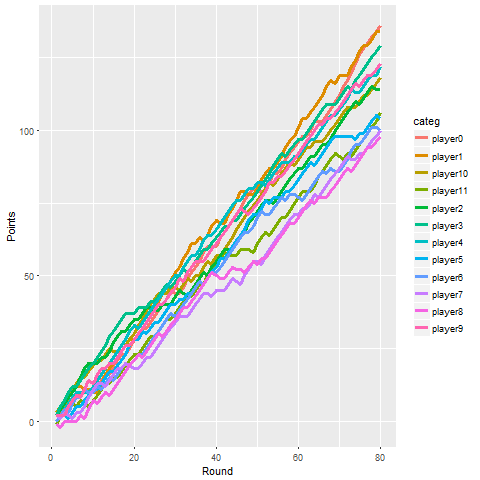 Points
100
50
0
0
20
40
60
80
Round
categ
player0
player1
player10
player11
player2
player3
player4
player5
player6
player7
player8
player9